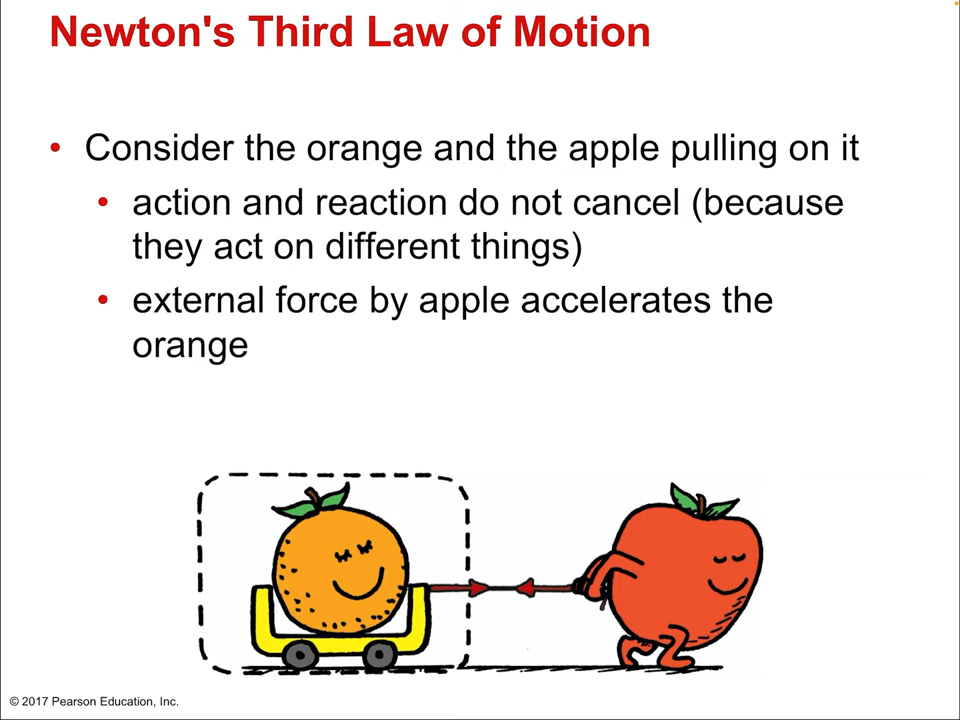 Newton's Third Law of Motion
• Consider the orange and the apple pulling on it
• action and reaction do not cancel (because
they act on different things)
• external force by apple accelerates the
orange
© 2017 Pearson Education, Inc.